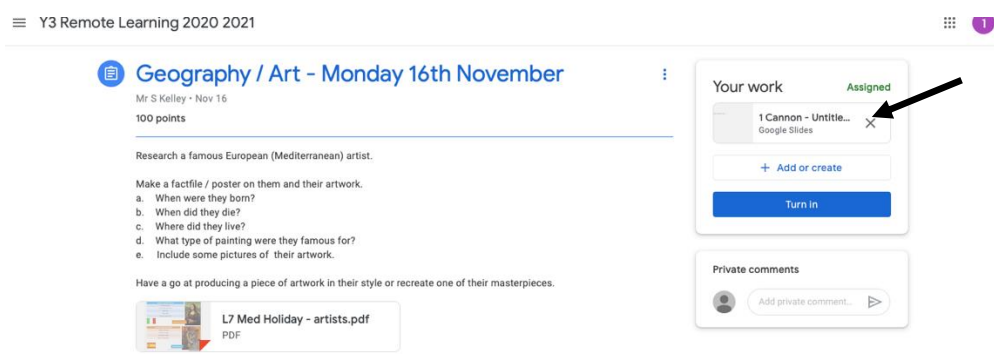 Y3 Remote Learning 2020 2021
1
Geography / Art - Monday 16th November
Mr S Kelley • Nov 16
100 points
Research a famous European (Mediterranean) artist.
Make a factfile / poster on them and their artwork.
a. When were they born?
b. When did they die?
c. Where did they live?
d. What type of painting were they famous for?
e. Include some pictures of their artwork.
Have a go at producing a piece of artwork in their style or recreate one of their masterpieces.
L7 Med Holiday - artists.pdf
PDF
Your work
Assigned
1 Cannon - Untitle...
Google Slides
+ Add or create
Turn in
Private comments
Add private comment...